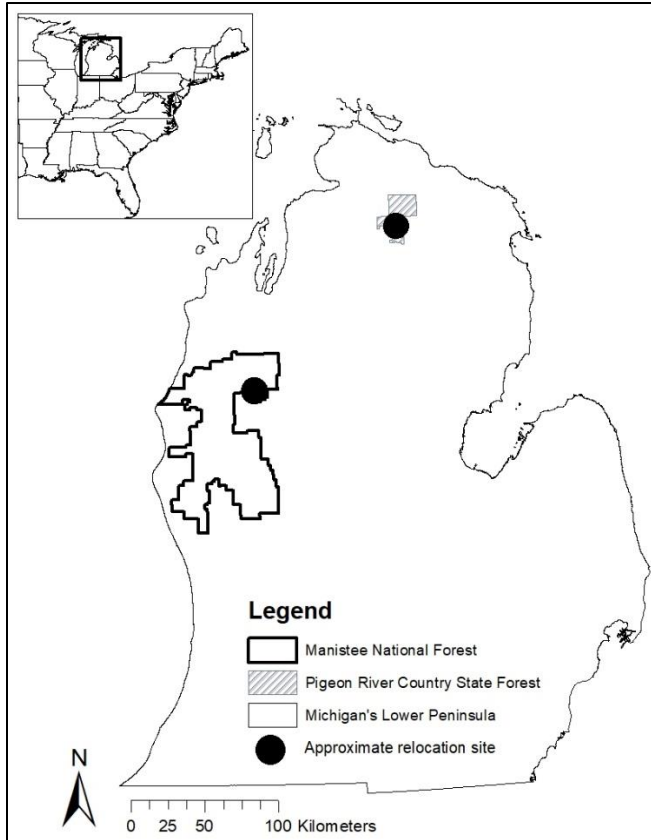 Legend
Manistee National Forest
Pigeon River Country State Forest
Michigan's Lower Peninsula
Approximate relocation site
N
0 25 50 100 Kilometers